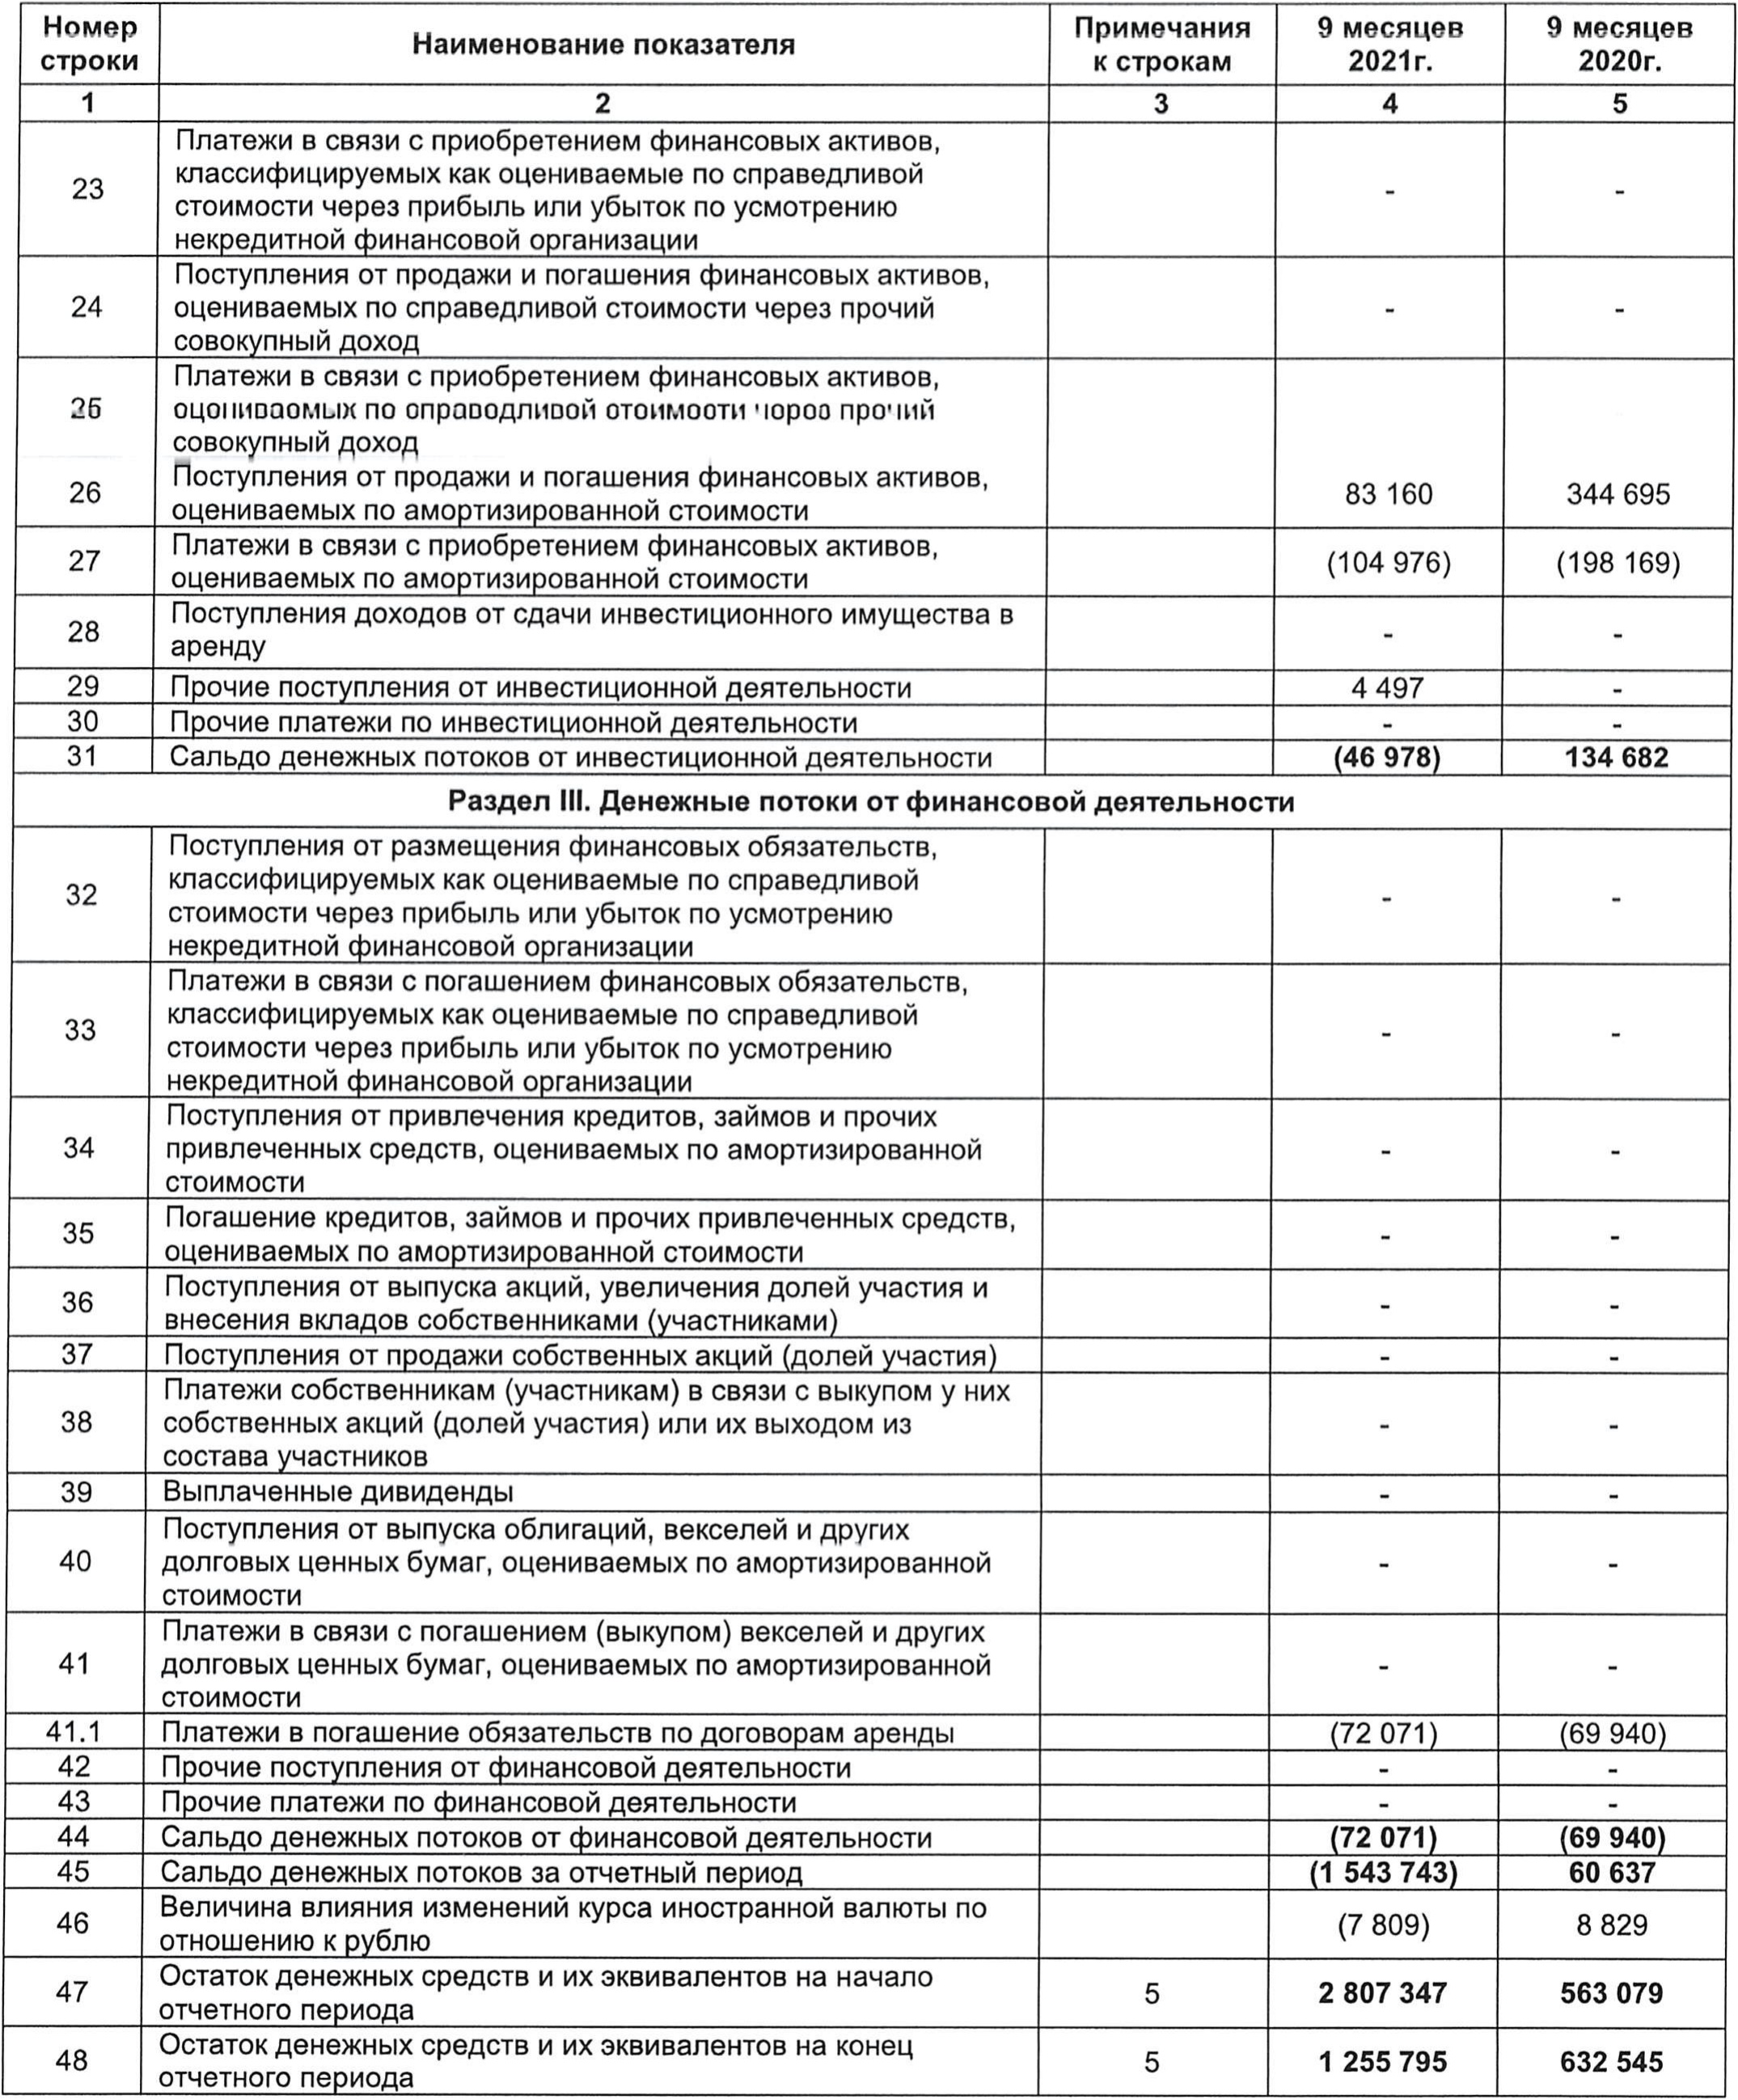 Номер строки Наименование показателя Примечания к строкам 9 месяцев 2021г. 9 месяцев 2020г.
1 2 3 4 5
23 Платежи в связи с приобретением финансовых активов,
классифицируемых как оцениваемые по справедливой
стоимости через прибыль или убыток по усмотрению
некредитной финансовой организации - -
24 Поступления от продажи и погашения финансовых активов,
оцениваемых по справедливой стоимости через прочий
совокупный доход - -
25 Платежи в связи с приобретением финансовых активов,
оцениваемых по справедливой стоимости через прочий
совокупный доход
26 Поступления от продажи и погашения финансовых активов,
оцениваемых по амортизированной стоимости 83 160 344 695
27 Платежи в связи с приобретением финансовых активов,
оцениваемых по амортизированной стоимости (104 976) (198 169)
28 Поступления доходов от сдачи инвестиционного имущества в
аренду - -
29 Прочие поступления от инвестиционной деятельности 4 497 -
30 Прочие платежи по инвестиционной деятельности - -
31 Сальдо денежных потоков от инвестиционной деятельности (46 978) 134 682
Раздел III. Денежные потоки от финансовой деятельности
32 Поступления от размещения финансовых обязательств,
классифицируемых как оцениваемые по справедливой
стоимости через прибыль или убыток по усмотрению
некредитной финансовой организации - -
33 Платежи в связи с погашением финансовых обязательств,
классифицируемых как оцениваемые по справедливой
стоимости через прибыль или убыток по усмотрению
некредитной финансовой организации - -
34 Поступления от привлечения кредитов, займов и прочих
привлеченных средств, оцениваемых по амортизированной
стоимости - -
35 Погашение кредитов, займов и прочих привлеченных средств,
оцениваемых по амортизированной стоимости - -
36 Поступления от выпуска акций, увеличения долей участия и
внесения вкладов собственниками (участниками) - -
37 Поступления от продажи собственных акций (долей участия) - -
38 Платежи собственникам (участникам) в связи с выкупом у них
собственных акций (долей участия) или их выходом из
состава участников - -
39 Выплаченные дивиденды - -
40 Поступления от выпуска облигаций, векселей и других
долговых ценных бумаг, оцениваемых по амортизированной
стоимости - -
41 Платежи в связи с погашением (выкупом) векселей и других
долговых ценных бумаг, оцениваемых по амортизированной
стоимости - -
41.1 Платежи в погашение обязательств по договорам аренды (72 071) (69 940)
42 Прочие поступления от финансовой деятельности - -
43 Прочие платежи по финансовой деятельности - -
44 Сальдо денежных потоков от финансовой деятельности (72 071) (69 940)
45 Сальдо денежных потоков за отчетный период (1 543 743) 60 637
46 Величина влияния изменений курса иностранной валюты по
отношению к рублю (7 809) 8 829
47 Остаток денежных средств и их эквивалентов на начало
отчетного периода 5 2 807 347 563 079
48 Остаток денежных средств и их эквивалентов на конец
отчетного периода 5 1 255 795 632 545